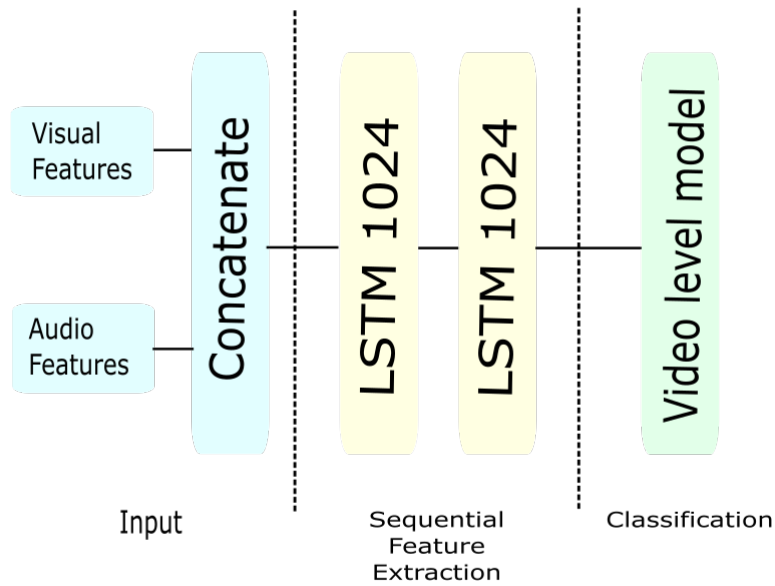 Visual
Features
Audio
Features
Concatenate
LSTM 1024
LSTM 1024
Video level model
Input
Sequential
Feature
Extraction
Classification